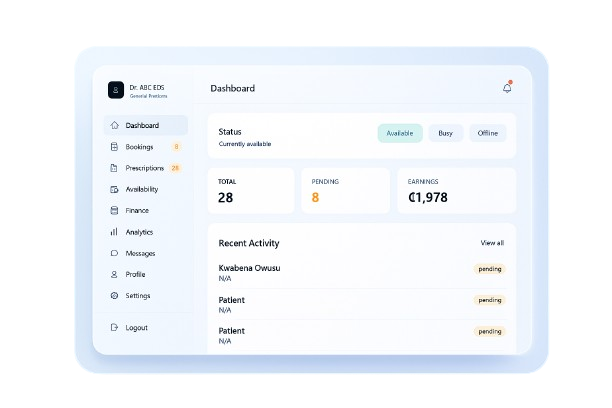 Dr. ABC EDS
Dashboard
Dashboard
Bookings 8
Prescriptions 28
Availability
Finance
Analytics
Messages
Profile
Settings
Logout
Status
Currently available
Available
Busy
Offline
TOTAL
28
PENDING
8
EARNINGS
₵1,978
Recent Activity
View all
Kwabena Owusu
N/A
pending
Patient
N/A
pending
Patient
N/A
pending